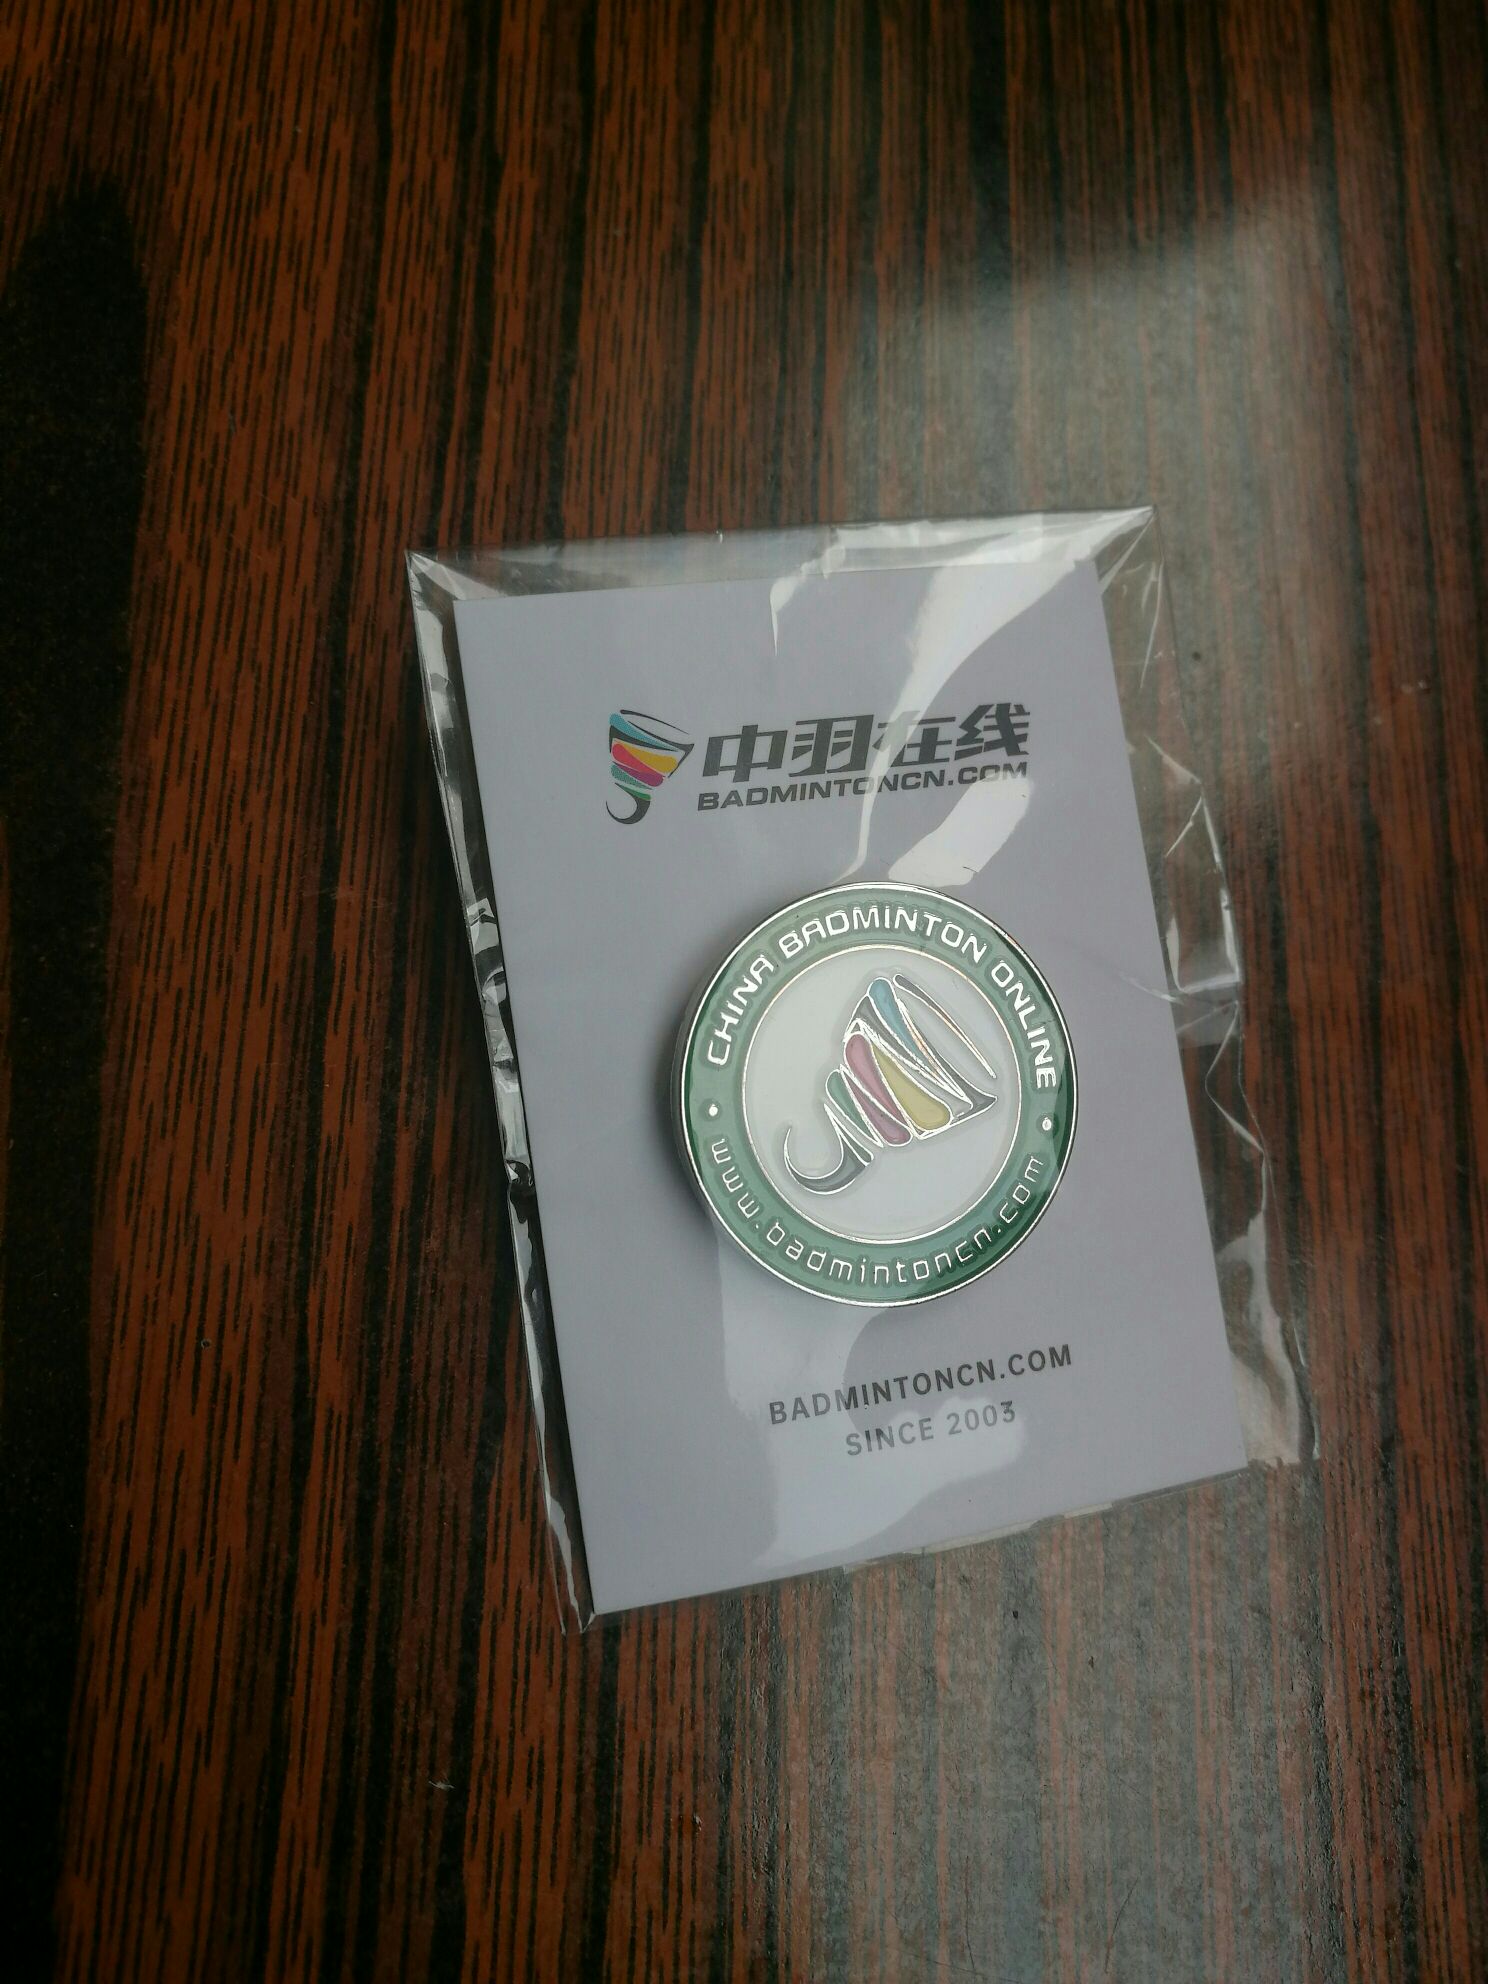 中羽在线
BADMINTONCN.COM
CHINA BADMINTON ONLINE
www.badmintoncn.com
BADMINTONCN.COM
SINCE 2003